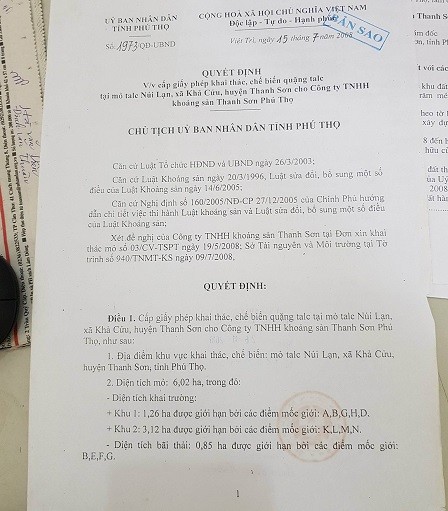 ỦY BAN NHÂN DÂN
TỈNH PHÚ THỌ
Số: 1973/QĐ-UBND
CỘNG HOÀ XÃ HỘI CHỦ NGHĨA VIỆT NAM
Độc lập - Tự do - Hạnh phúc
BẢN SAO
Việt Trì, ngày 15 tháng 7 năm 2008
QUYẾT ĐỊNH
V/v cấp giấy phép khai thác, chế biến quặng talc
tại mỏ talc Núi Lạn, xã Khả Cửu, huyện Thanh Sơn cho Công ty TNHH
khoáng sản Thanh Sơn Phú Thọ
CHỦ TỊCH UỶ BAN NHÂN DÂN TỈNH PHÚ THỌ
Căn cứ Luật Tổ chức HĐND và UBND ngày 26/3/2003;
Căn cứ Luật Khoáng sản ngày 20/3/1996, Luật sửa đổi, bổ sung một số
điều của Luật Khoáng sản ngày 14/6/2005;
Căn cứ Nghị định số 160/2005/NĐ-CP 27/12/2005 của Chính Phủ hướng
dẫn chi tiết việc thi hành Luật khoáng sản và Luật sửa đổi, bổ sung một số điều
của Luật Khoáng sản;
Xét đề nghị của Công ty TNHH khoáng sản Thanh Sơn tại Đơn xin khai
thác mỏ số 03/CV-TSPT ngày 19/5/2008; Sở Tài nguyên và Môi trường tại Tờ
trình số 940/TNMT-KS ngày 09/7/2008,
QUYẾT ĐỊNH:
Điều 1. Cấp giấy phép khai thác, chế biến quặng talc tại mỏ talc Núi Lạn,
xã Khả Cửu, huyện Thanh Sơn cho Công ty TNHH khoáng sản Thanh Sơn Phú
Thọ, như sau:
1. Địa điểm khu vực khai thác, chế biến: mỏ talc Núi Lạn, xã Khả Cửu,
huyện Thanh Sơn, tỉnh Phú Thọ.
2. Diện tích mỏ: 6,02 ha, trong đó:
- Diện tích khai trường:
+ Khu 1: 1,26 ha được giới hạn bởi các điểm mốc giới: A,B,G,H,D.
+ Khu 2: 3,12 ha được giới hạn bởi các điểm mốc giới: K,L,M,N.
- Diện tích bãi thải: 0,85 ha được giới hạn bởi các điểm mốc giới:
B,E,F,G.
1